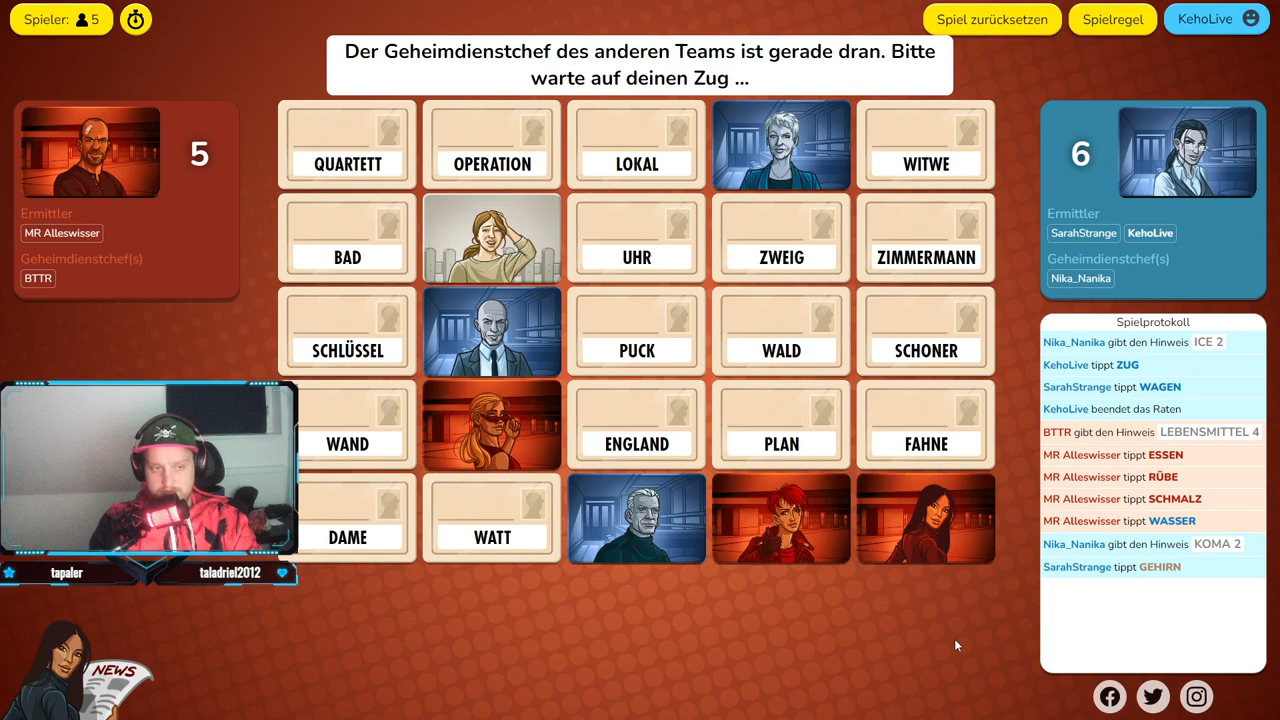 Spieler: 5
Spiel zurücksetzen
Spielregel
KehoLive
Der Geheimdienstchef des anderen Teams ist gerade dran. Bitte
warte auf deinen Zug ...
5
Ermittler
MR Alleswisser
Geheimdienstchef(s)
BTTR
QUARTETT
OPERATION
LOKAL
WITWE
BAD
UHR
ZWEIG
ZIMMERMANN
SCHLÜSSEL
PUCK
WALD
SCHONER
WAND
ENGLAND
PLAN
FAHNE
DAME
WATT
6
Ermittler
SarahStrange KehoLive
Geheimdienstchef(s)
Nika_Nanika
Spielprotokoll
Nika_Nanika gibt den Hinweis ICE 2
KehoLive tippt ZUG
SarahStrange tippt WAGEN
KehoLive beendet das Raten
BTTR gibt den Hinweis LEBENSMITTEL 4
MR Alleswisser tippt ESSEN
MR Alleswisser tippt RÜBE
MR Alleswisser tippt SCHMALZ
MR Alleswisser tippt WASSER
Nika_Nanika gibt den Hinweis KOMA 2
SarahStrange tippt GEHIRN
tapaler
taladriel2012
NEWS